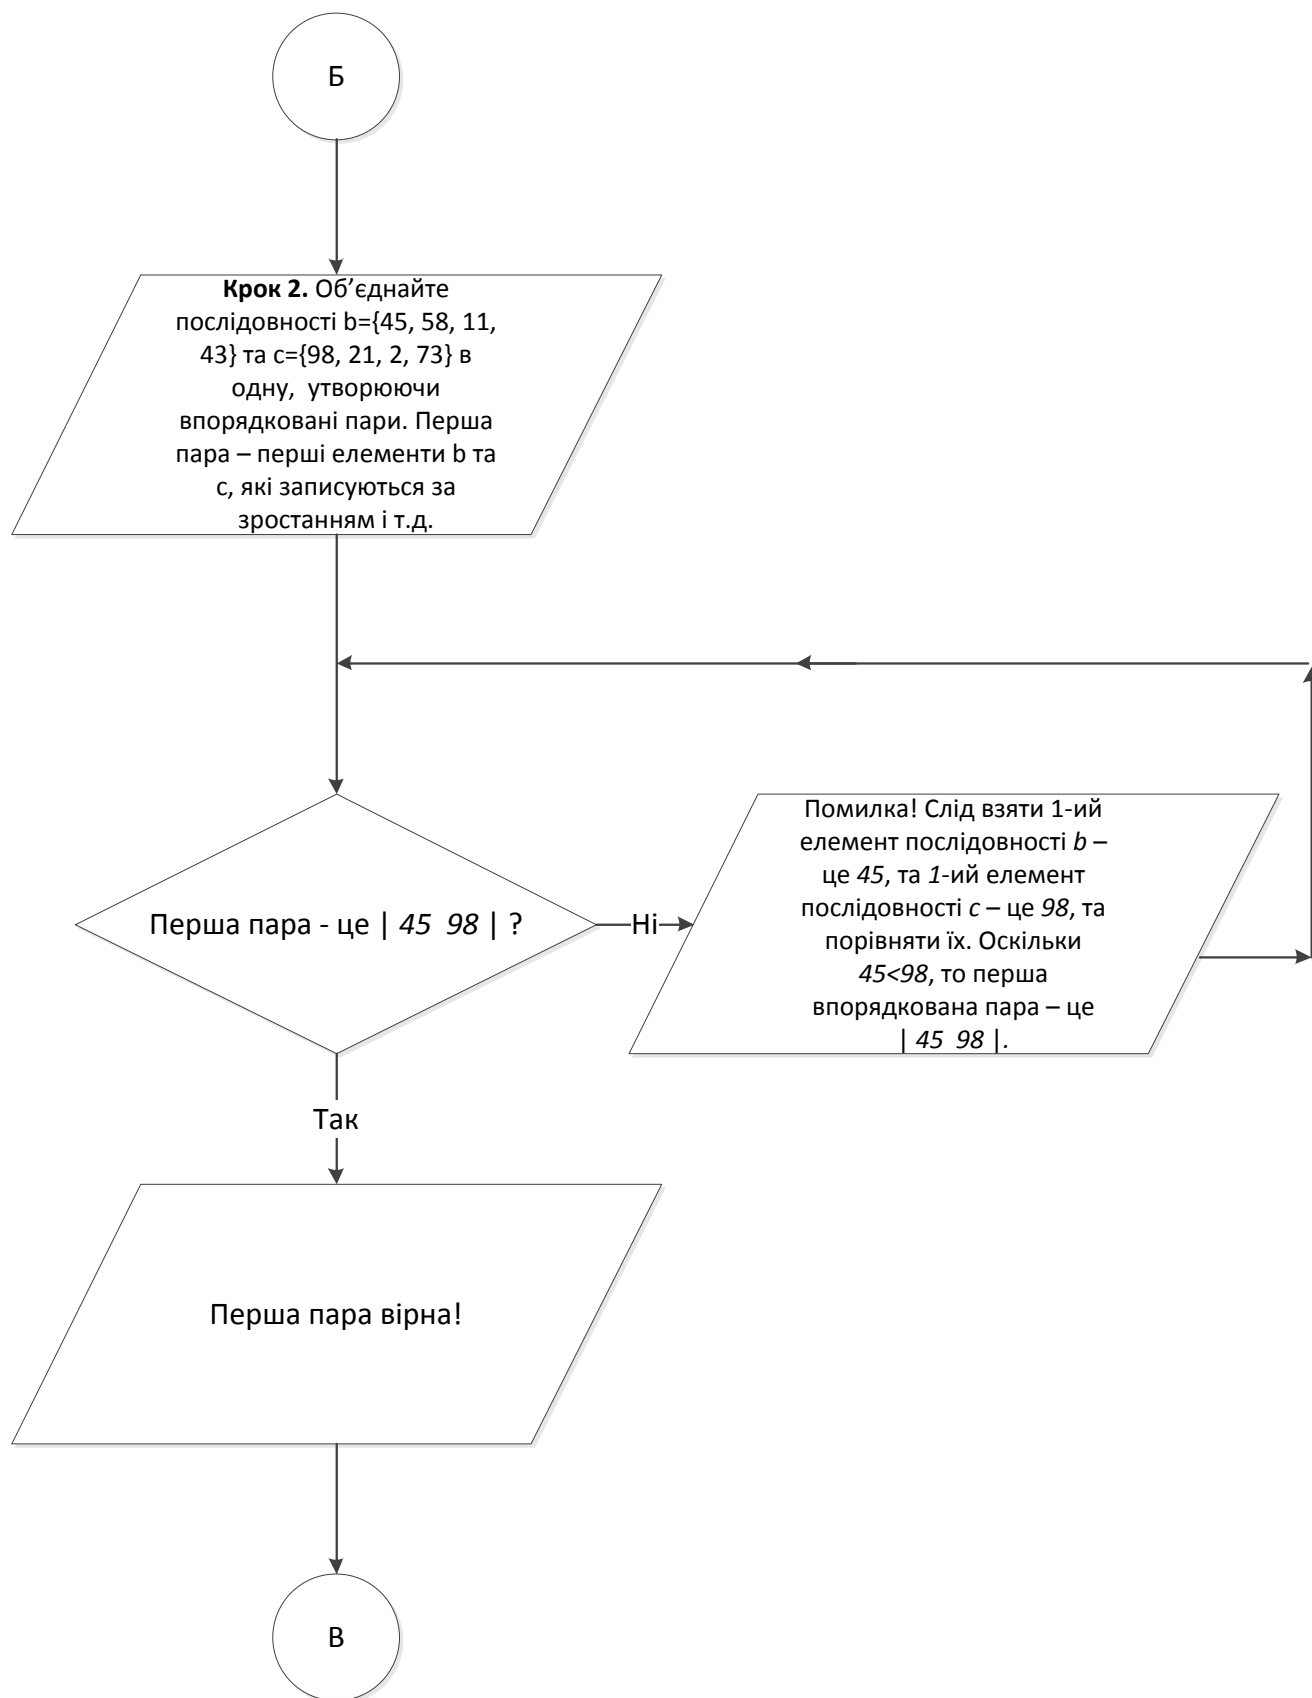 Б
Крок 2. Об’єднайте
послідовності b={45, 58, 11,
43} та c={98, 21, 2, 73} в
одну, утворюючи
впорядковані пари. Перша
пара – перші елементи b та
c, які записуються за
зростанням і т.д.
Перша пара - це | 45 98 | ?
Ні
Помилка! Слід взяти 1-ий
елемент послідовності b –
це 45, та 1-ий елемент
послідовності c – це 98, та
порівняти їх. Оскільки
45<98, то перша
впорядкована пара – це
| 45 98 |.
Так
Перша пара вірна!
В